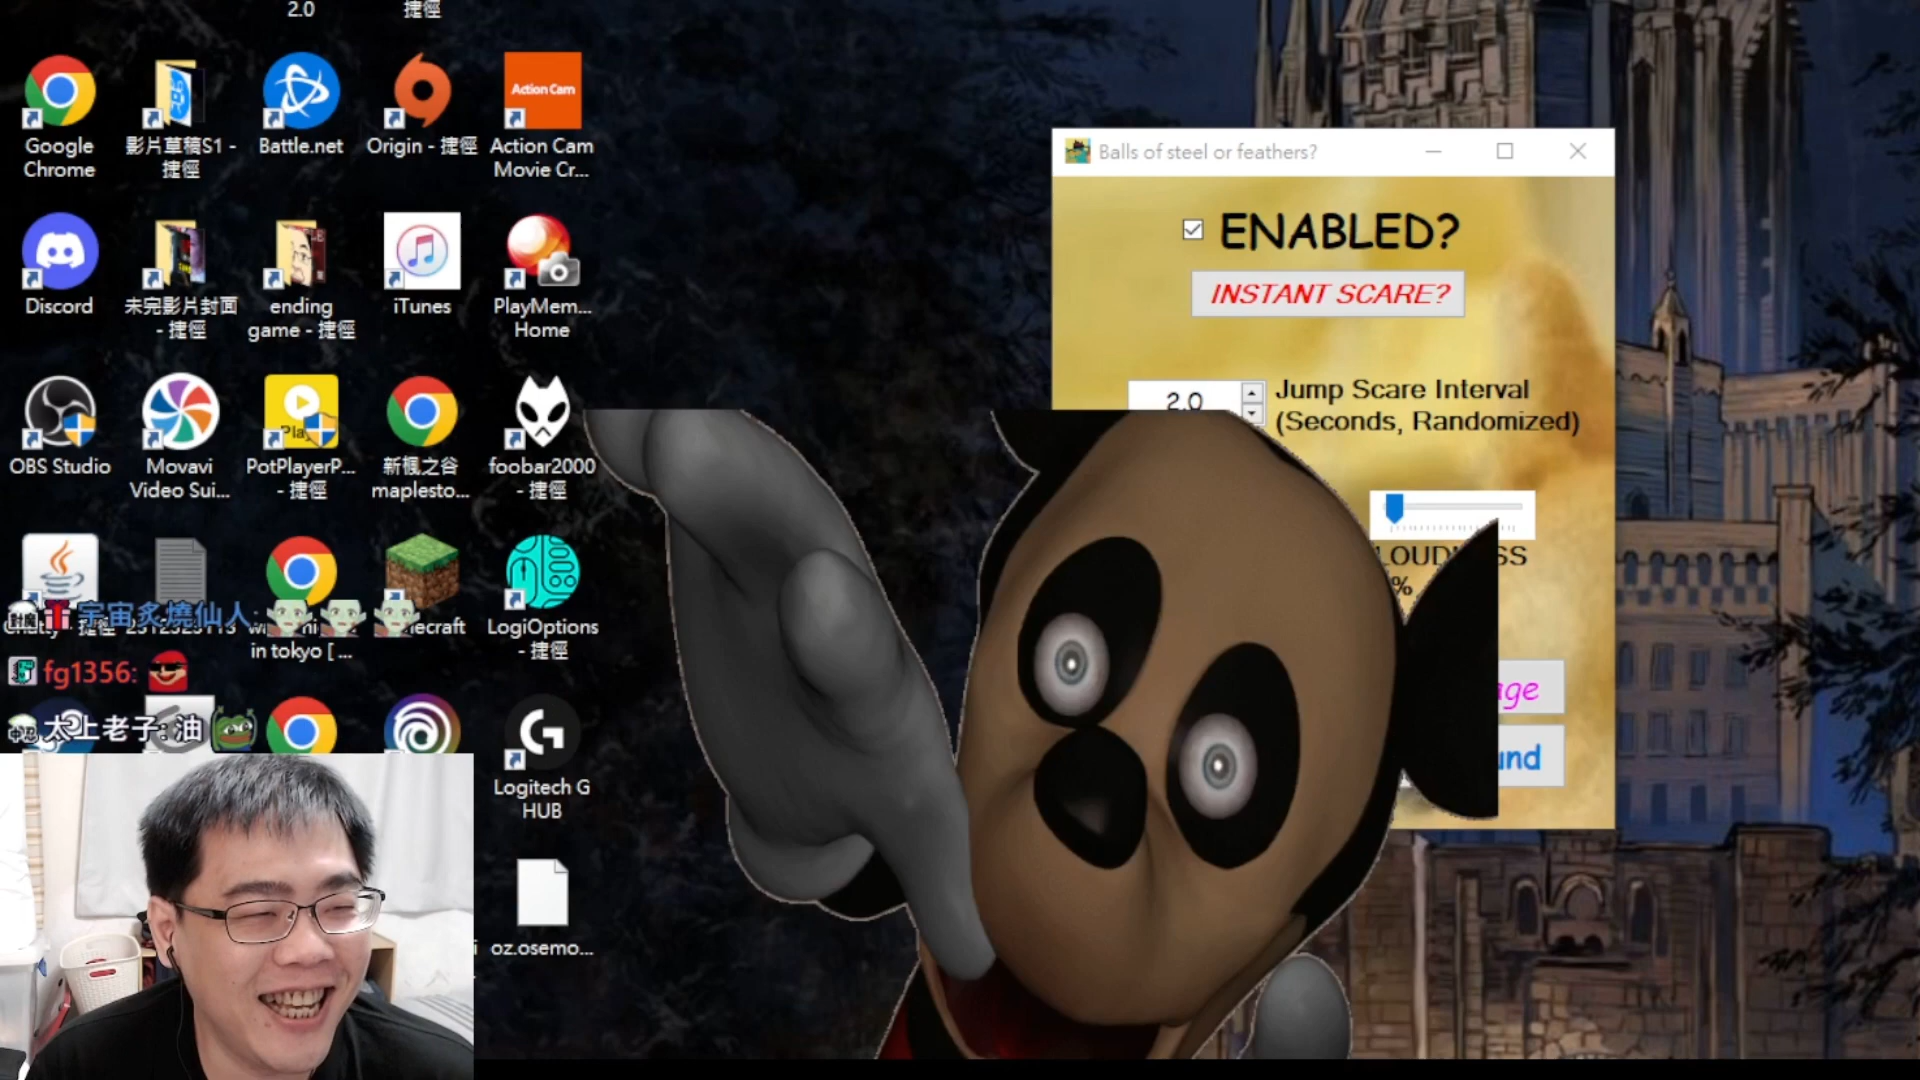 2.0
捷徑
Google
Chrome
影片草稿S1 -
捷徑
Battle.net
Origin - 捷徑
Action Cam
Action Cam
Movie Cr...
Discord
未完影片封面
- 捷徑
ending
game - 捷徑
iTunes
PlayMem...
Home
OBS Studio
Movavi
Video Sui...
PotPlayerP...
- 捷徑
新楓之谷
maplesto...
foobar2000
- 捷徑
in tokyo [ ...
LogiOptions
- 捷徑
宇宙炙燒仙人:
fg1356:
太上老子: 油
Logitech G
HUB
oz.osemo...
Balls of steel or feathers?
ENABLED?
INSTANT SCARE?
2.0
Jump Scare Interval
(Seconds, Randomized)